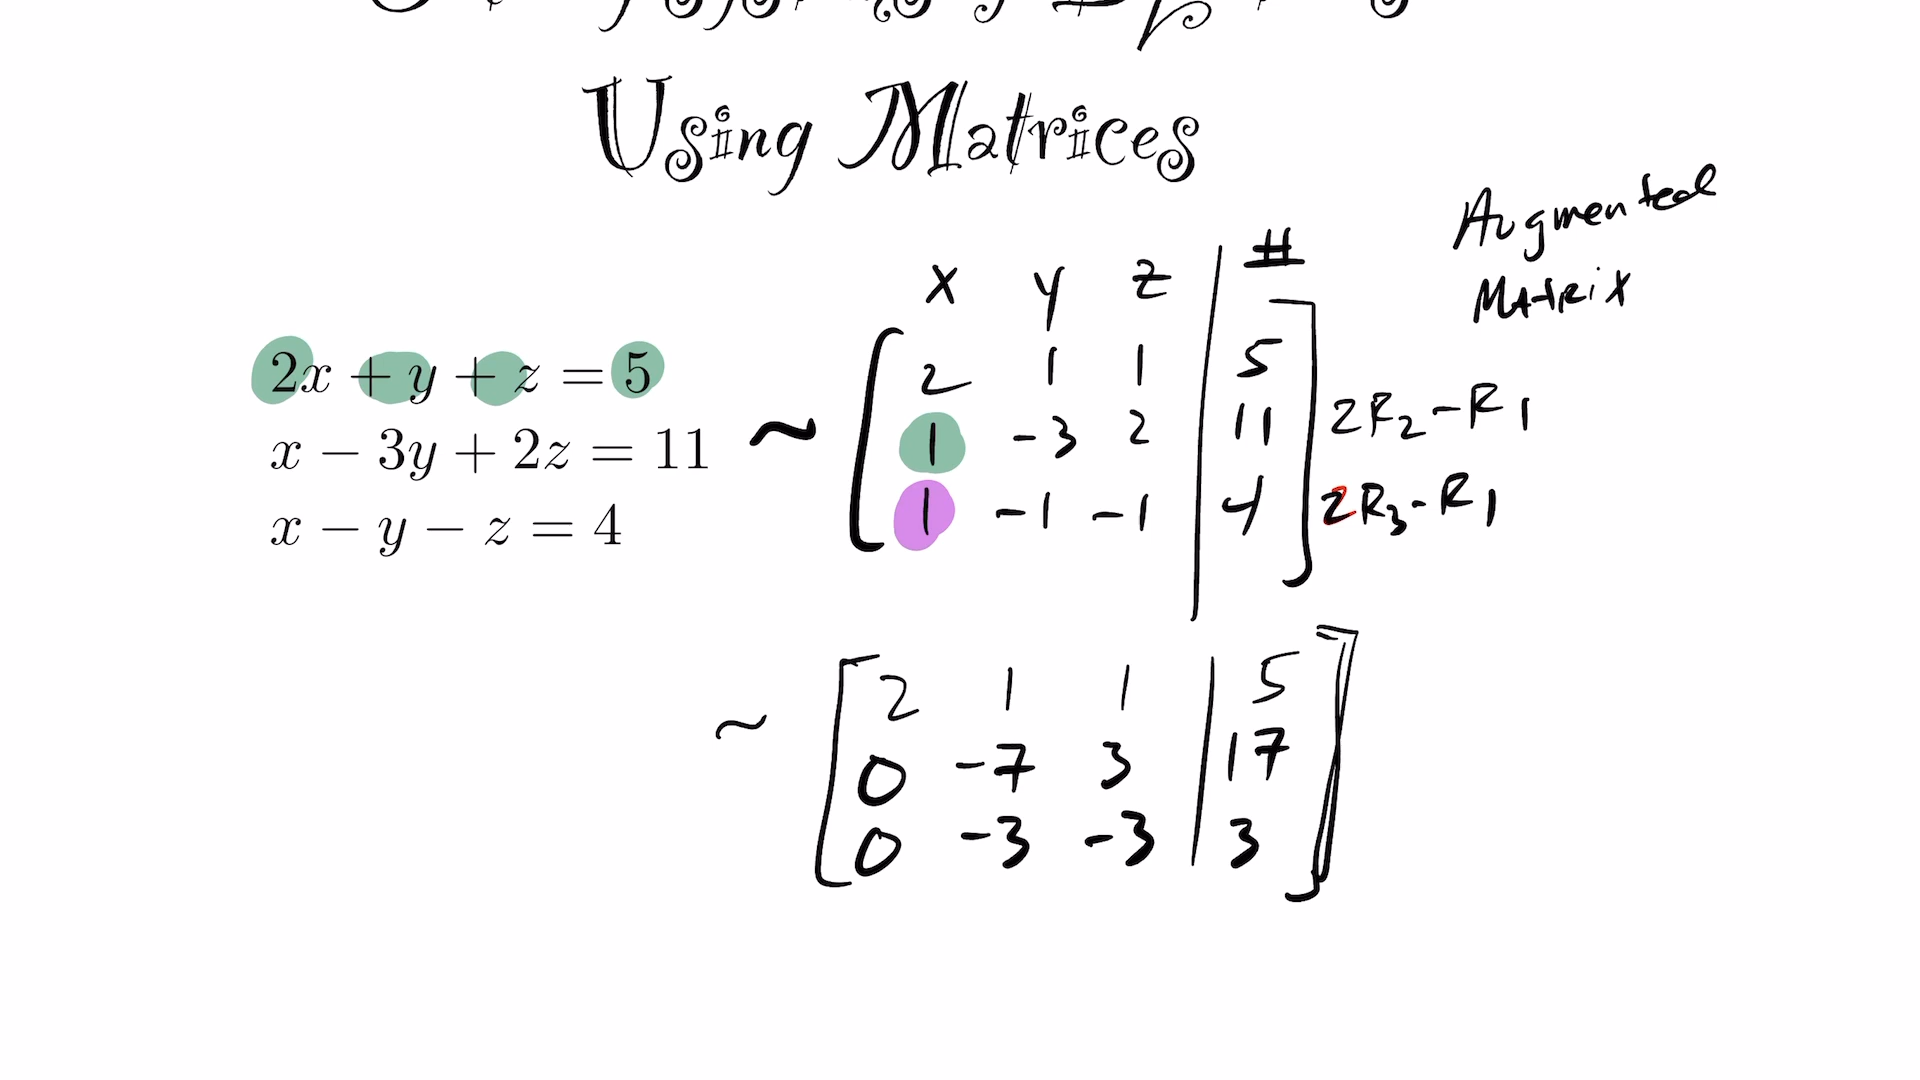 Using Matrices
Augmented
Matrix
x y z | #
2x + y + z = 5
x − 3y + 2z = 11
x − y − z = 4
~ [ 2 1 1 | 5 ]
1 -3 2 | 11 2R2-R1
1 -1 -1 | 4 2R3-R1
~ [ 2 1 1 | 5 ]
0 -7 3 | 17
0 -3 -3 | 3